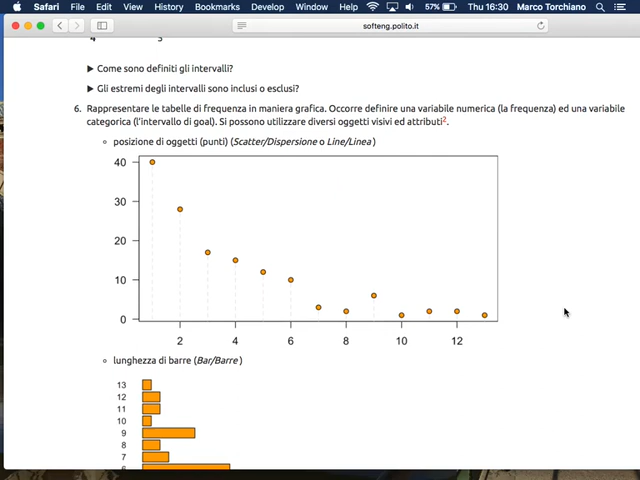 Safari File Edit View History Bookmarks Develop Window Help 57% Thu 16:30 Marco Torchiano
softeng.polito.it
▶ Come sono definiti gli intervalli?
▶ Gli estremi degli intervalli sono inclusi o esclusi?
6. Rappresentare le tabelle di frequenza in maniera grafica. Occorre definire una variabile numerica (la frequenza) ed una variabile
categorica (l'intervallo di goal). Si possono utilizzare diversi oggetti visivi ed attributi2.
posizione di oggetti (punti) (Scatter/Dispersione o Line/Linea )
40
30
20
10
0
2 4 6 8 10 12
lunghezza di barre (Bar/Barre )
13
12
11
10
9
8
7